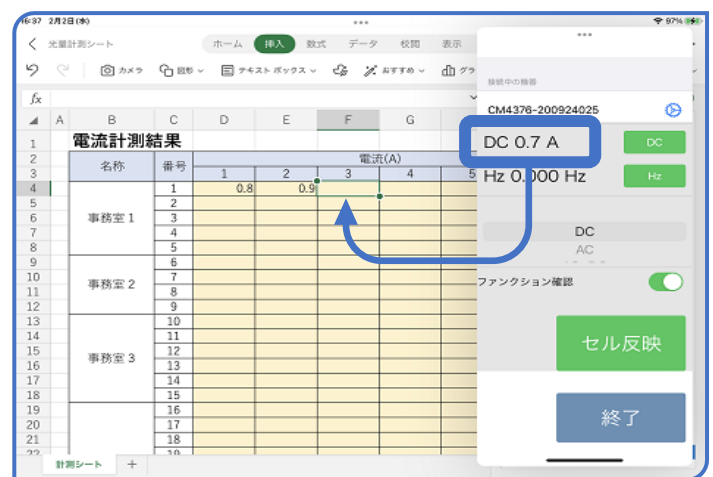 16:37 2月2日(水)
97%
光量計測シート
ホーム 挿入 数式 データ 校閲 表示
カメラ 図形 テキスト ボックス おすすめ グラ
fx
A B C D E F G
1 電流計測結果
2 名称 番号 電流(A)
3 1 2 3 4 5
4 1 0.8 0.9
5 2
6 事務室 1 3
7 4
8 5
9 6
10 事務室 2 7
11 8
12 9
13 10
14 11
15 事務室 3 12
16 13
17 14
18 15
19 16
20 17
21 18
22 19
計測シート +
接続中の機器
CM4376-200924025
DC 0.7 A DC
Hz 0.000 Hz Hz
DC
AC
ファンクション確認
セル反映
終了